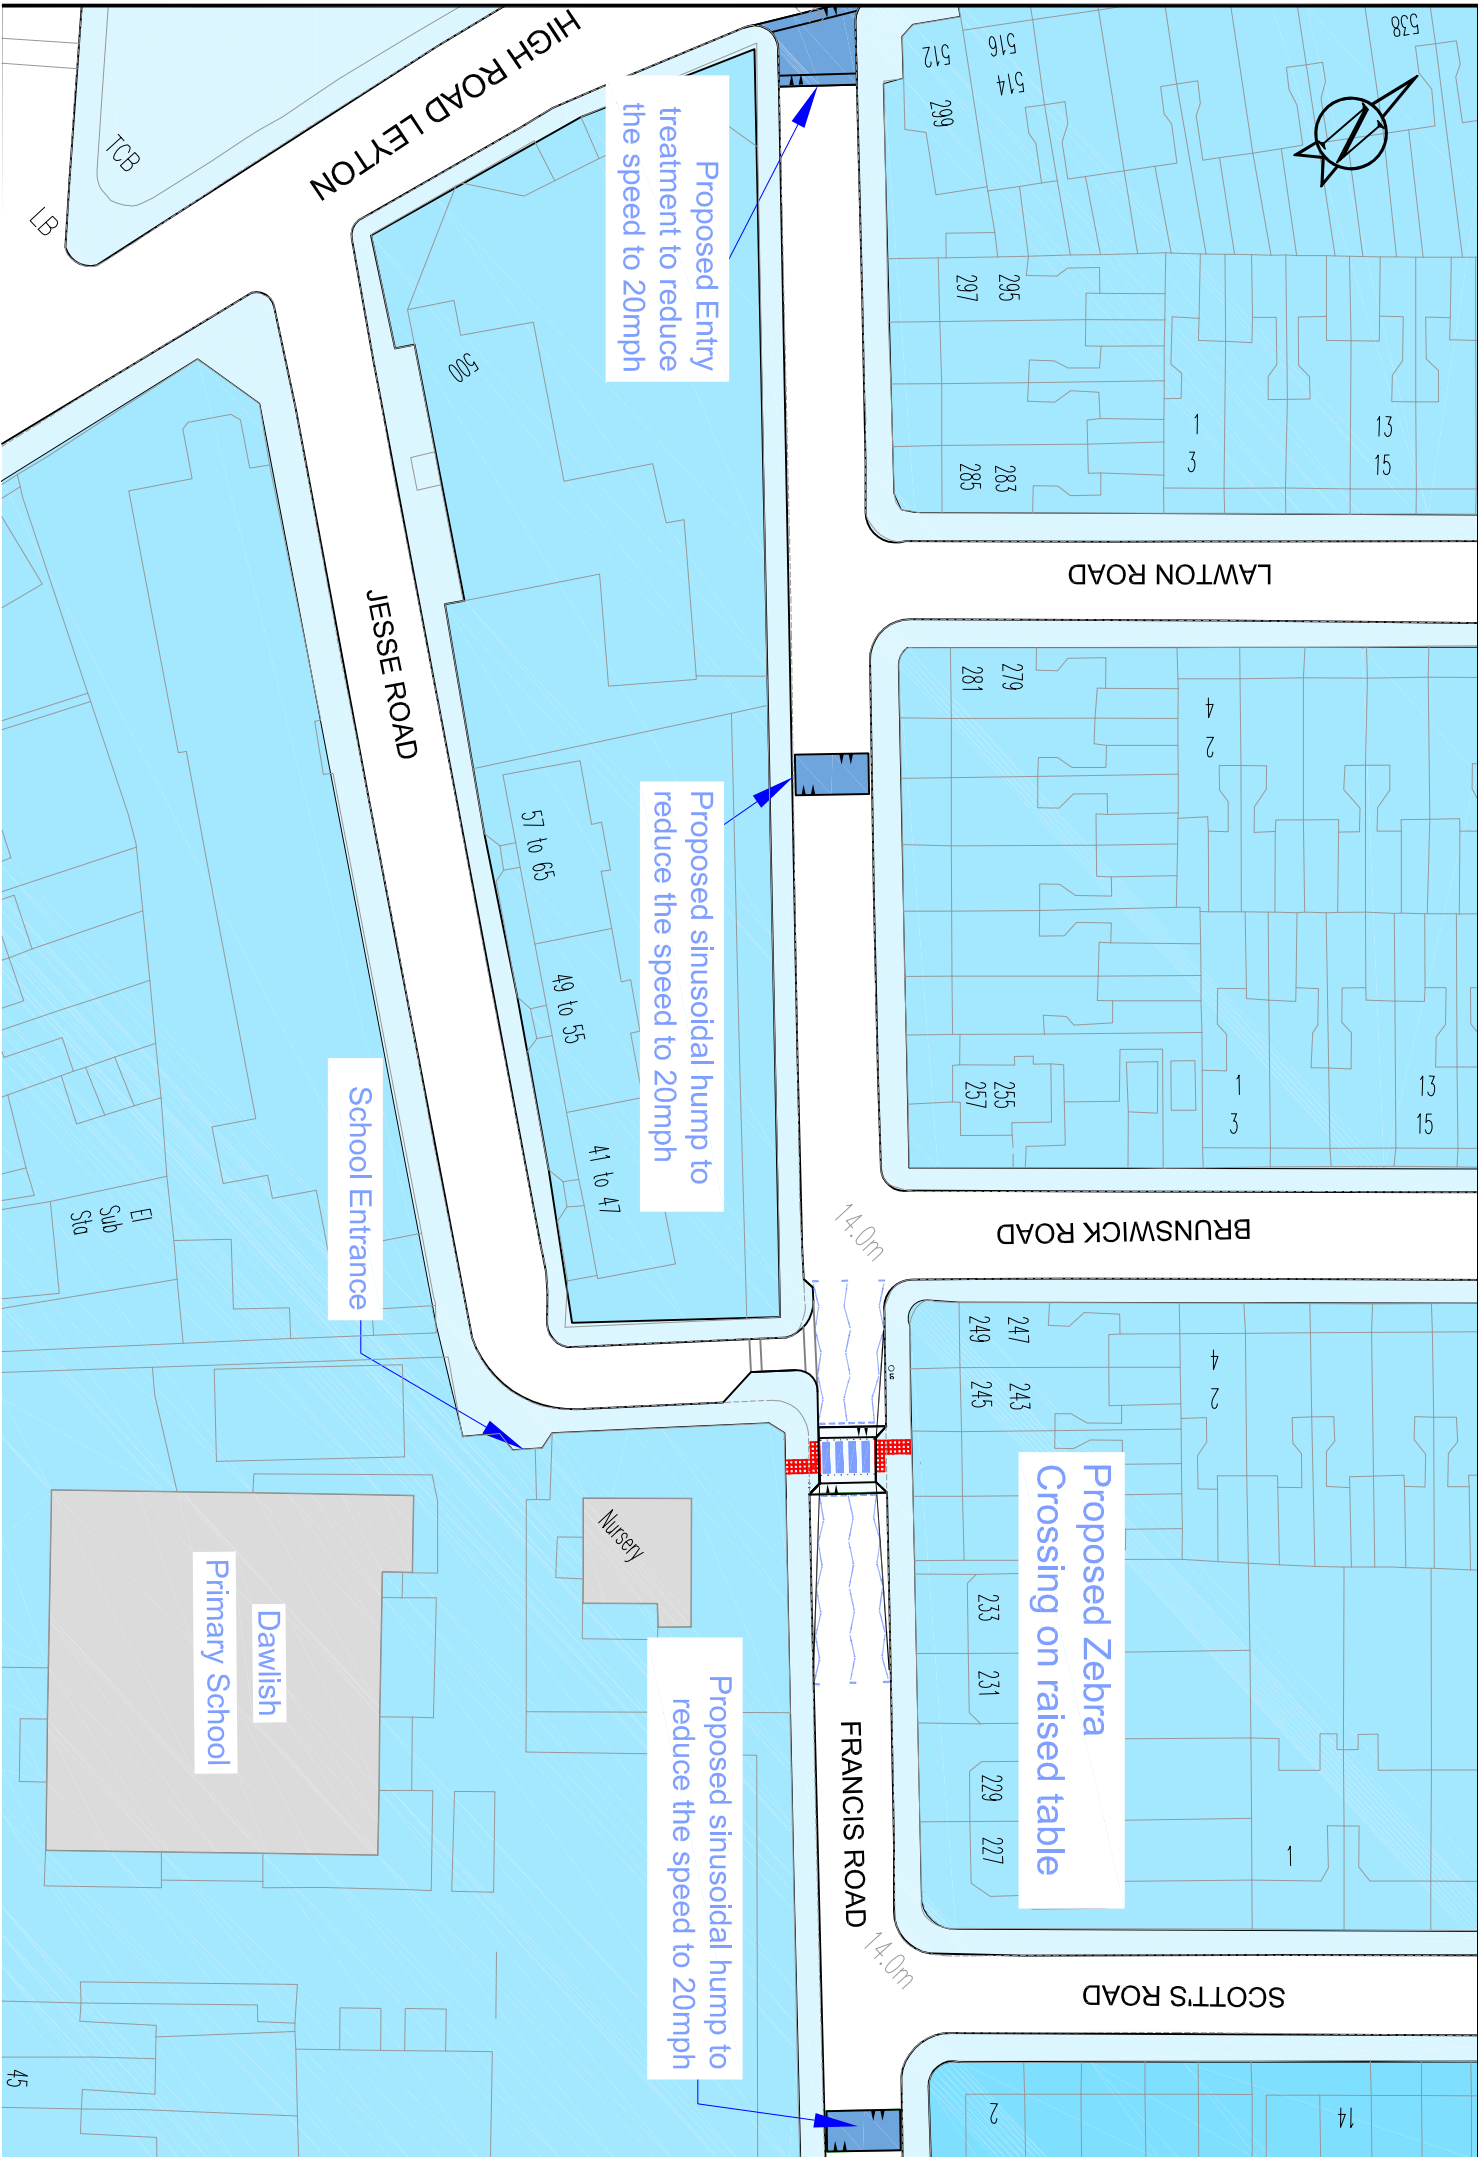 HIGH ROAD LEYTON
TCB
LB
Proposed Entry
treatment to reduce
the speed to 20mph
512
516
514
299
538
N
297
295
285
283
1
3
13
15
500
LAWTON ROAD
JESSE ROAD
281
279
4
2
Proposed sinusoidal hump to
reduce the speed to 20mph
57 to 65
49 to 55
41 to 47
257
255
1
3
13
15
School Entrance
El
Sub
Sta
14.0m
BRUNSWICK ROAD
249
247
245
243
4
2
Proposed Zebra
Crossing on raised table
Nursery
Dawlish
Primary School
233
231
229
227
1
Proposed sinusoidal hump to
reduce the speed to 20mph
FRANCIS ROAD
14.0m
SCOTT'S ROAD
45
2
14